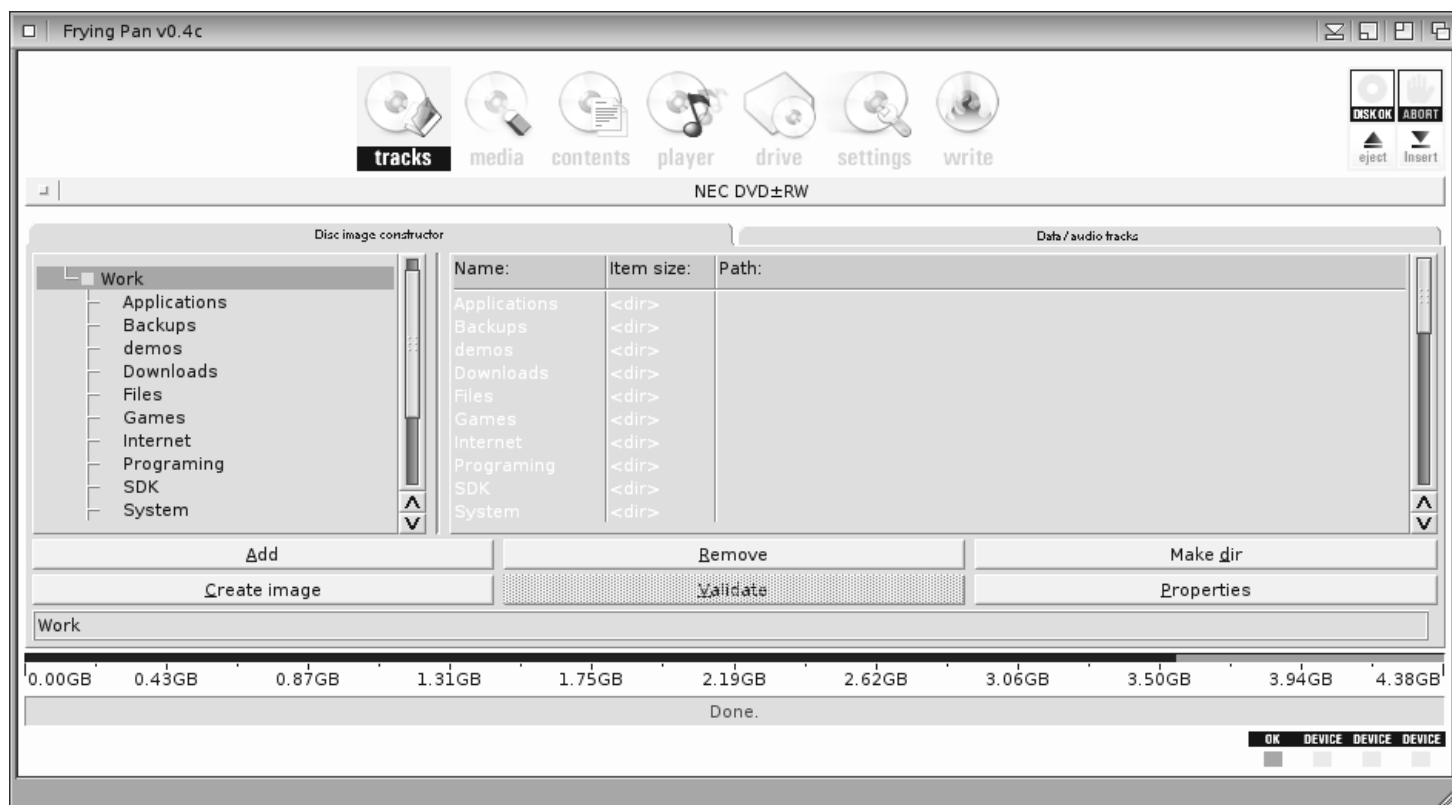 Frying Pan v0.4c
DISK OK ABORT
tracks media contents player drive settings write
eject Insert
NEC DVD±RW
Disc image constructor Data / audio tracks
Work
Applications
Backups
demos
Downloads
Files
Games
Internet
Programing
SDK
System
Name: Item size: Path:
Applications <dir>
Backups <dir>
demos <dir>
Downloads <dir>
Files <dir>
Games <dir>
Internet <dir>
Programing <dir>
SDK <dir>
System <dir>
Add Remove Make dir
Create image Validate Properties
Work
0.00GB 0.43GB 0.87GB 1.31GB 1.75GB 2.19GB 2.62GB 3.06GB 3.50GB 3.94GB 4.38GB
Done.
OK DEVICE DEVICE DEVICE